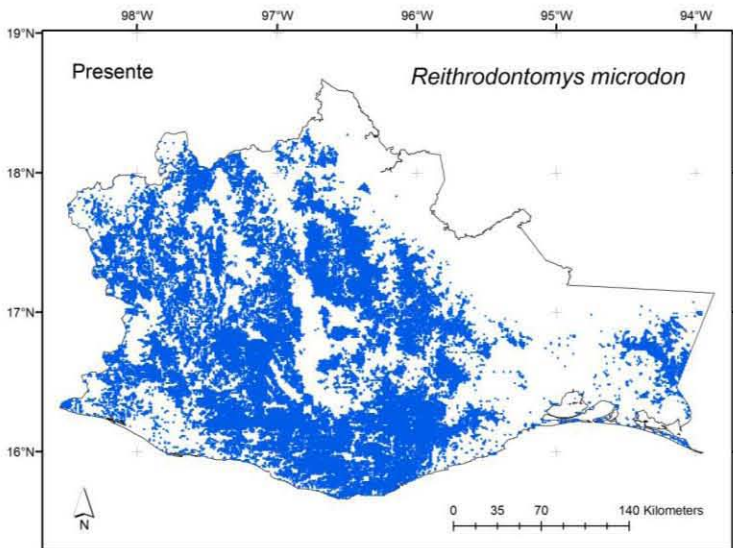 98°W 97°W 96°W 95°W 94°W
19°N
Presente Reithrodontomys microdon
18°N
17°N
16°N
N
0 35 70 140 Kilometers